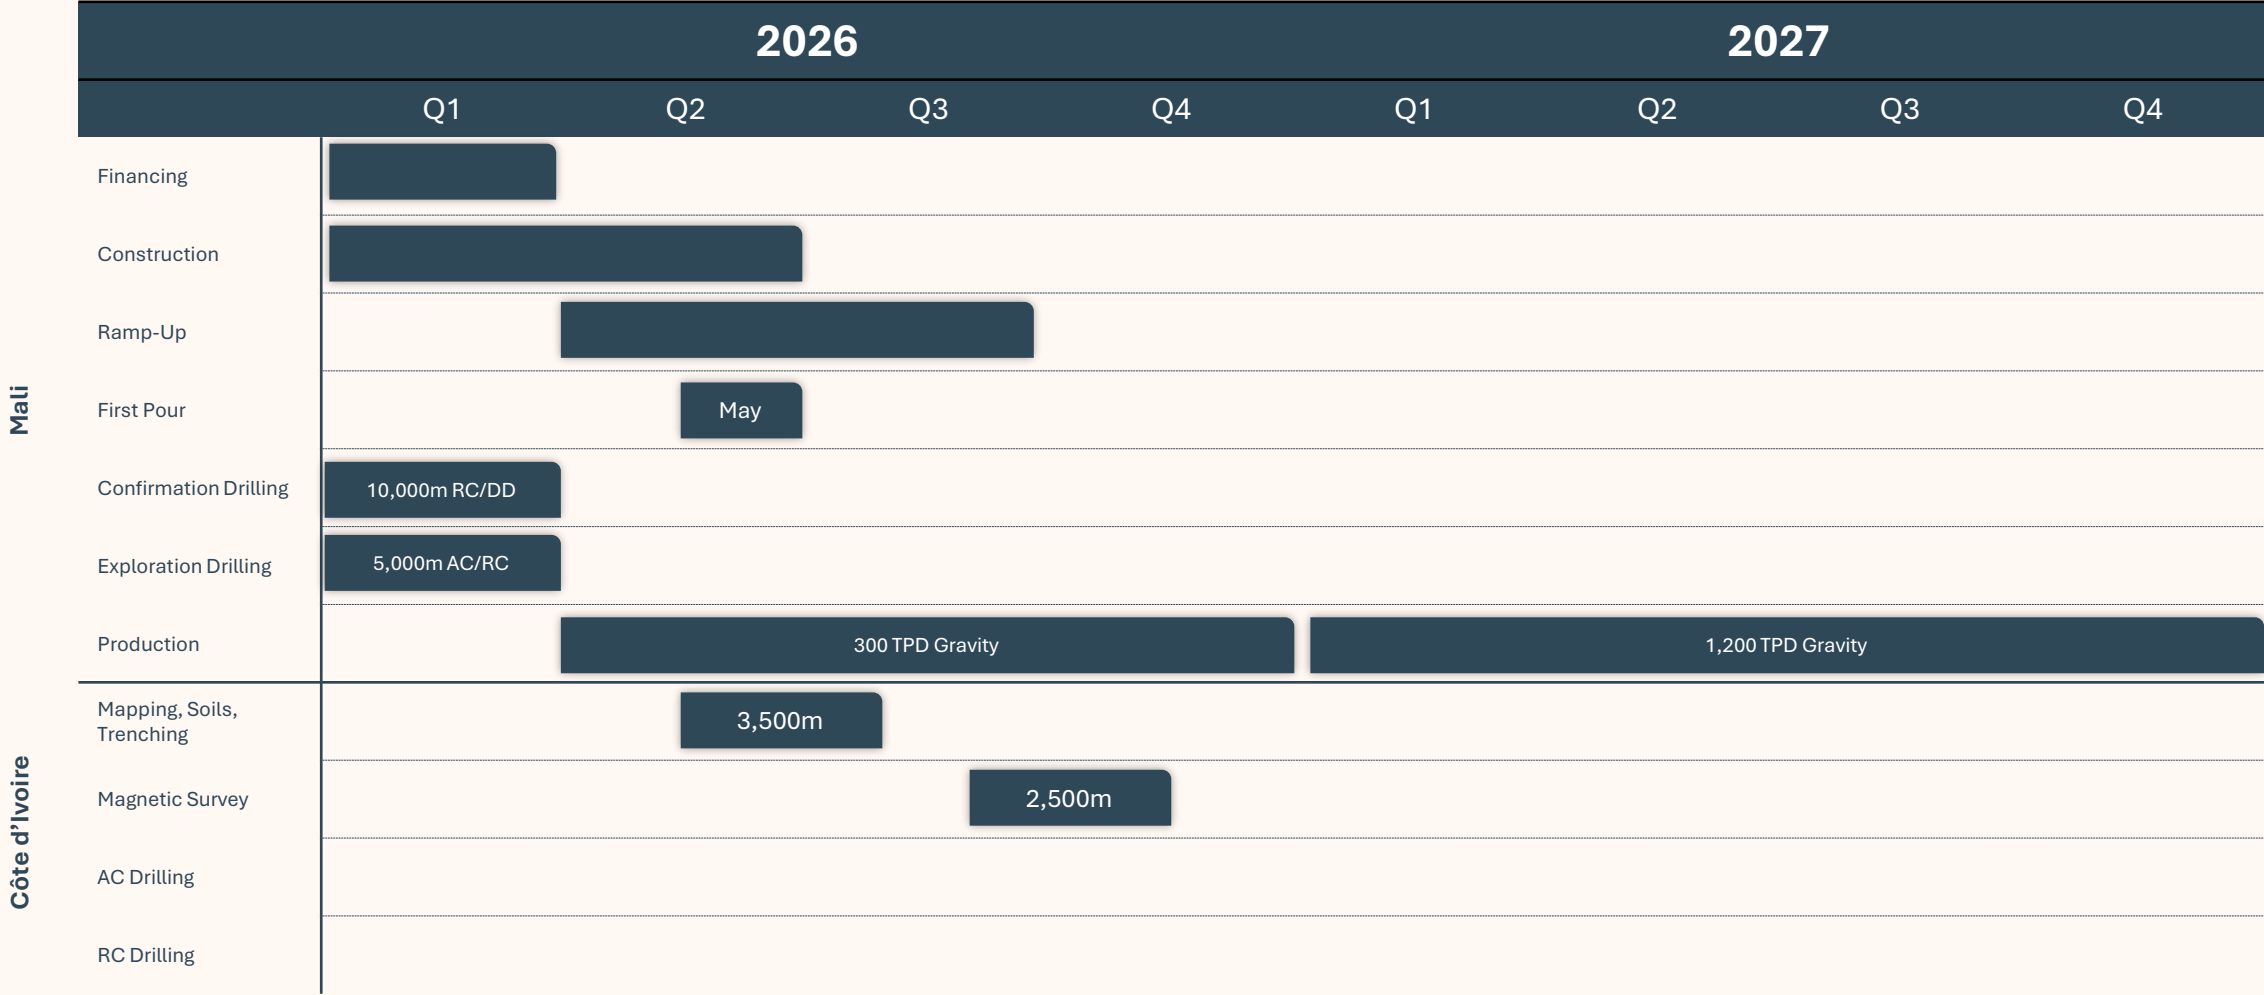 2026
2027
Q1
Q2
Q3
Q4
Q1
Q2
Q3
Q4
Mali
Financing
Construction
Ramp-Up
First Pour
May
Confirmation Drilling
10,000m RC/DD
Exploration Drilling
5,000m AC/RC
Production
300 TPD Gravity
1,200 TPD Gravity
Côte d’Ivoire
Mapping, Soils,
Trenching
3,500m
Magnetic Survey
2,500m
AC Drilling
RC Drilling